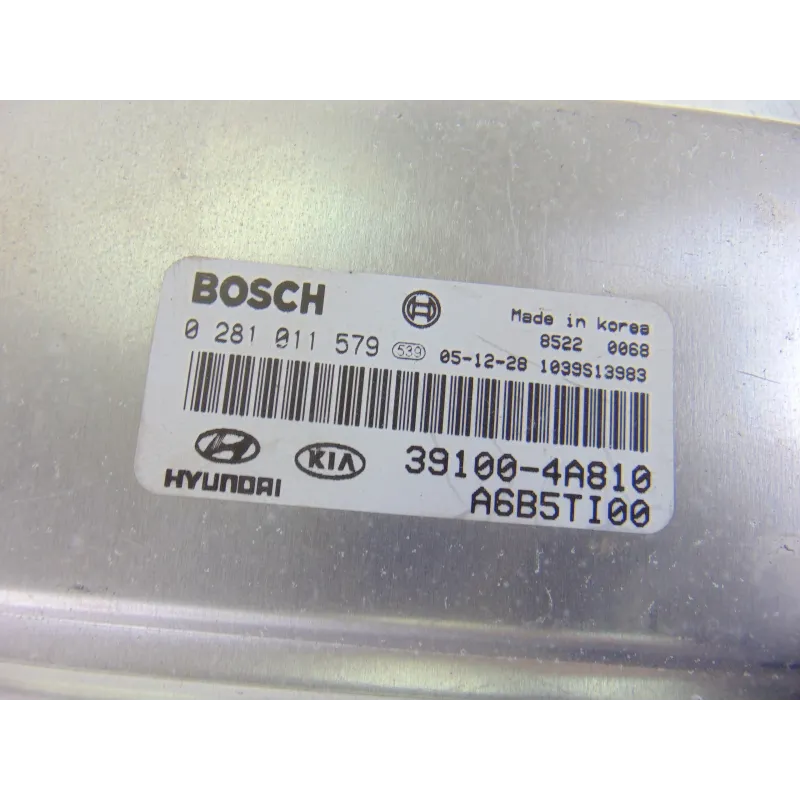 BOSCH
Made in Korea
8522 0068
0 281 011 579 539 05-12-28 1039S13983
HYUNDAI KIA 39100-4A810
A6B5TI00